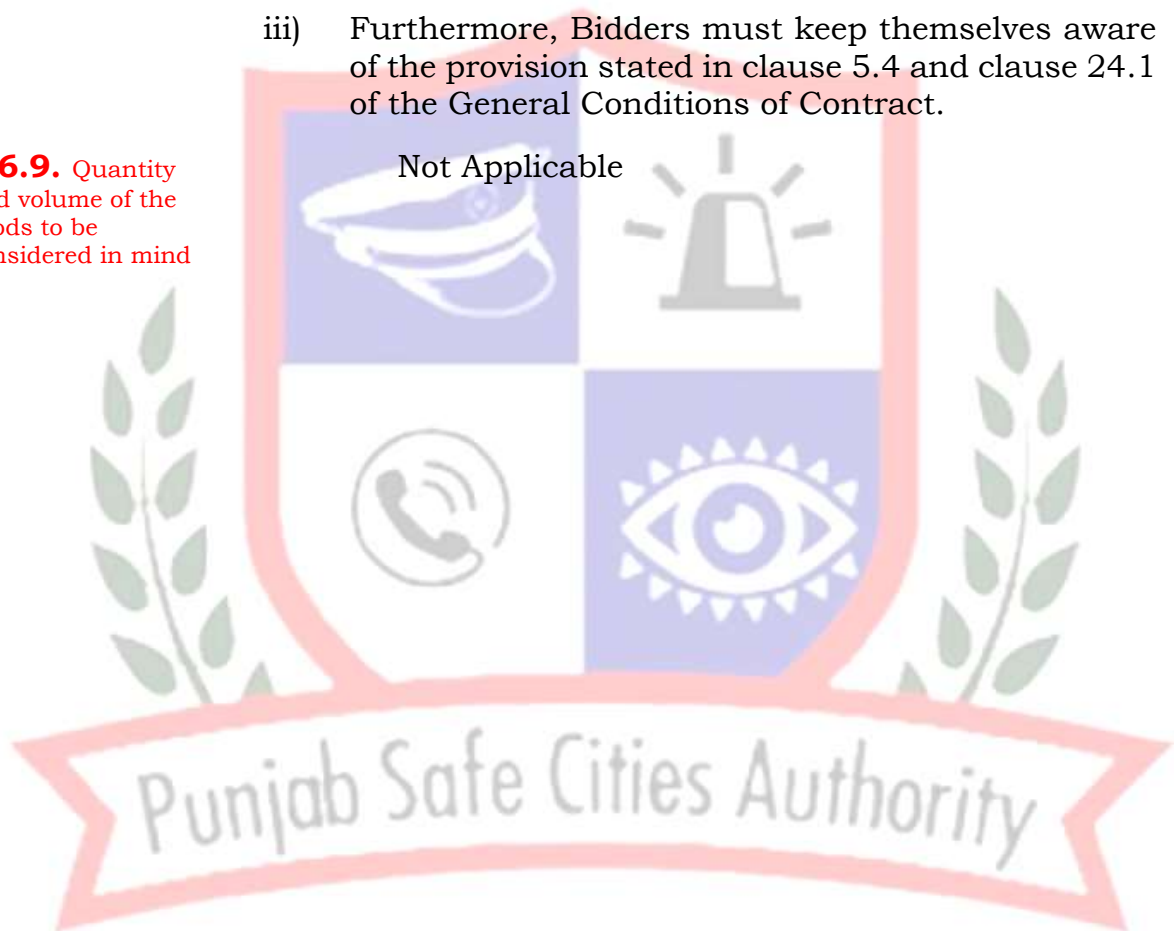 iii) Furthermore, Bidders must keep themselves aware
of the provision stated in clause 5.4 and clause 24.1
of the General Conditions of Contract.
6.9. Quantity
d volume of the
ods to be
nsidered in mind
Not Applicable
Punjab Safe Cities Authority